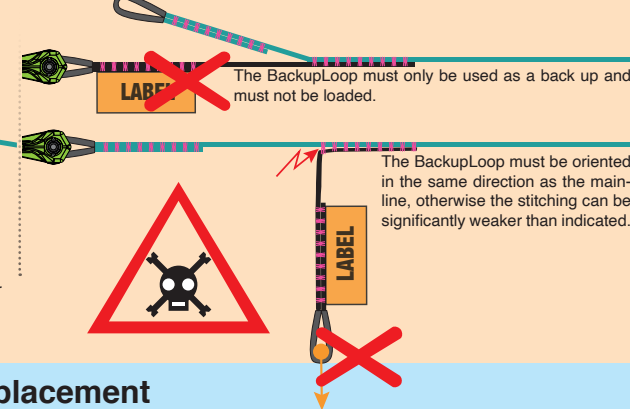 LABEL
The BackupLoop must only be used as a back up and
must not be loaded.
The BackupLoop must be oriented
in the same direction as the main-
line, otherwise the stitching can be
significantly weaker than indicated.
LABEL
placement